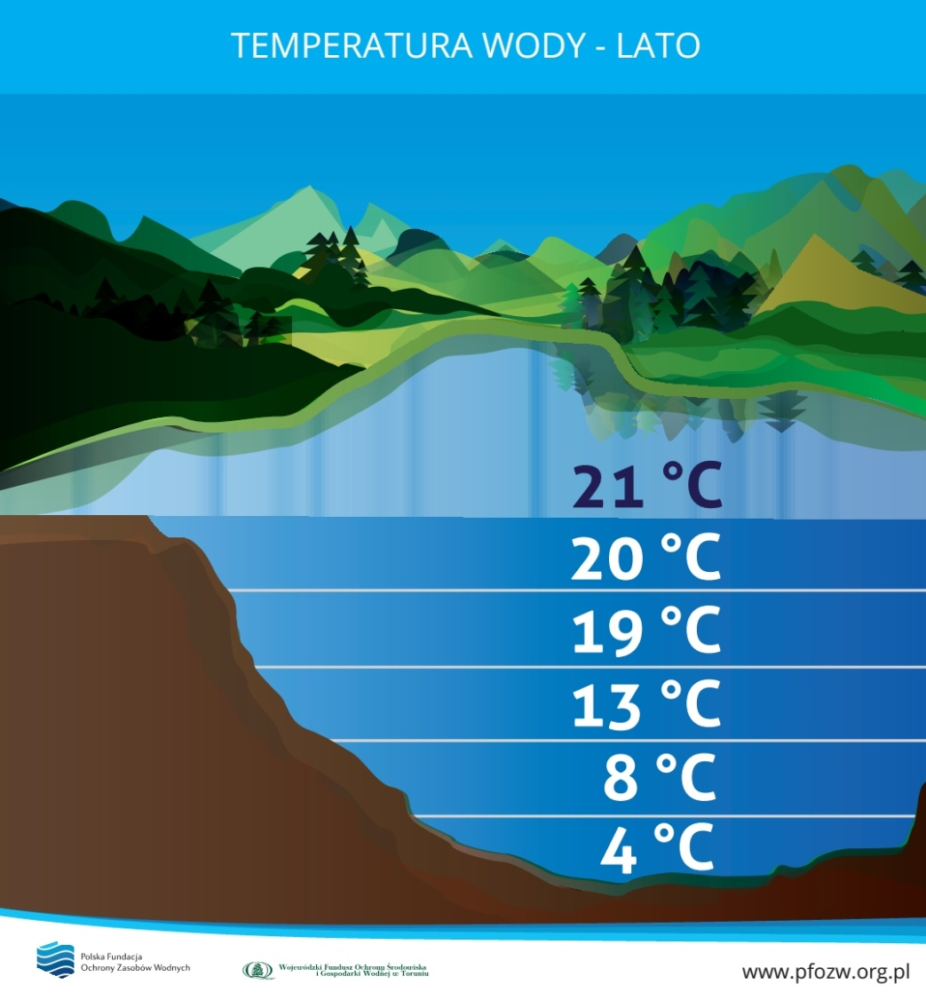 TEMPERATURA WODY - LATO
21 °C
20 °C
19 °C
13 °C
8 °C
4 °C
Polska Fundacja
Ochrony Zasobów Wodnych
Wojewódzki Fundusz Ochrony Środowiska
i Gospodarki Wodnej w Toruniu
www.pfozw.org.pl